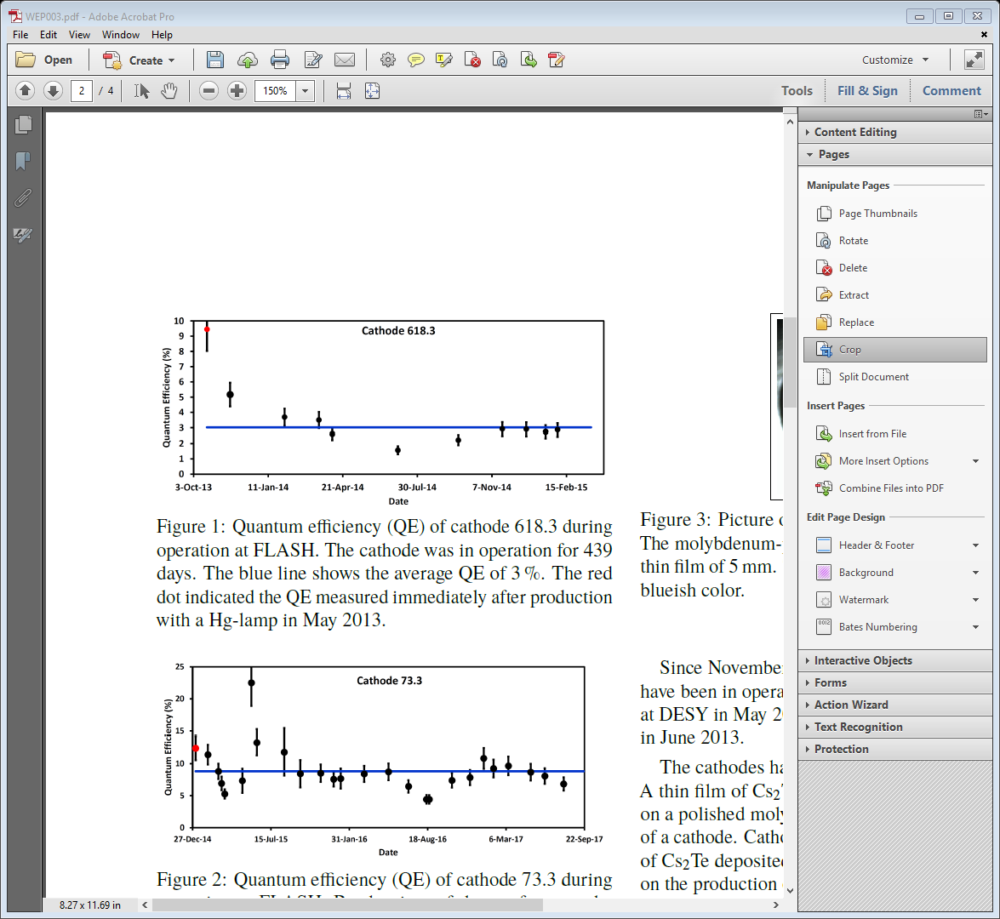 WEP003.pdf - Adobe Acrobat Pro
File Edit View Window Help
Open Create Customize
2 / 4 150% Tools Fill & Sign Comment
Content Editing
Pages
Manipulate Pages
Page Thumbnails
Rotate
Delete
Extract
Replace
Crop
Split Document
Insert Pages
Insert from File
More Insert Options
Combine Files into PDF
Edit Page Design
Header & Footer
Background
Watermark
Bates Numbering
Interactive Objects
Forms
Action Wizard
Text Recognition
Protection
Cathode 618.3
Quantum Efficiency (%)
10
9
8
7
6
5
4
3
2
1
0
3-Oct-13 11-Jan-14 21-Apr-14 30-Jul-14 7-Nov-14 15-Feb-15
Date
Figure 1: Quantum efficiency (QE) of cathode 618.3 during
operation at FLASH. The cathode was in operation for 439
days. The blue line shows the average QE of 3 %. The red
dot indicated the QE measured immediately after production
with a Hg-lamp in May 2013.
Cathode 73.3
Quantum Efficiency (%)
25
20
15
10
5
0
27-Dec-14 15-Jul-15 31-Jan-16 18-Aug-16 6-Mar-17 22-Sep-17
Date
Figure 2: Quantum efficiency (QE) of cathode 73.3 during
Figure 3: Picture
The molybdenum-
thin film of 5 mm.
blueish color.
Since November
have been in opera
at DESY in May 2
in June 2013.
The cathodes ha
A thin film of Cs₂
on a polished moly
of a cathode. Catho
of Cs₂Te deposited
on the production
8.27 x 11.69 in